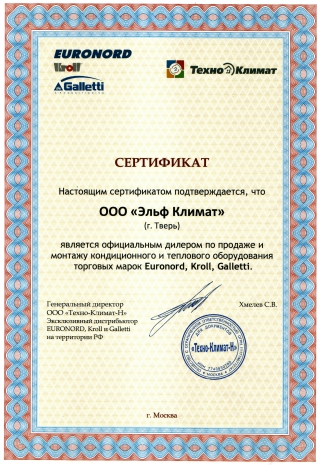 EURONORD
Kroll
Galletti
Техно Климат
СЕРТИФИКАТ
Настоящим сертификатом подтверждается, что
ООО «Эльф Климат»
(г. Тверь)
является официальным дилером по продаже и
монтажу кондиционного и теплового оборудования
торговых марок Euronord, Kroll, Galletti.
Генеральный директор
ООО «Техно-Климат-Н»
Эксклюзивный дистрибьютор
EURONORD, Kroll и Galletti
на территории РФ
Хмелев С.В.
ДЛЯ ДОКУМЕНТОВ
«Техно-Климат-Н»
г. Москва